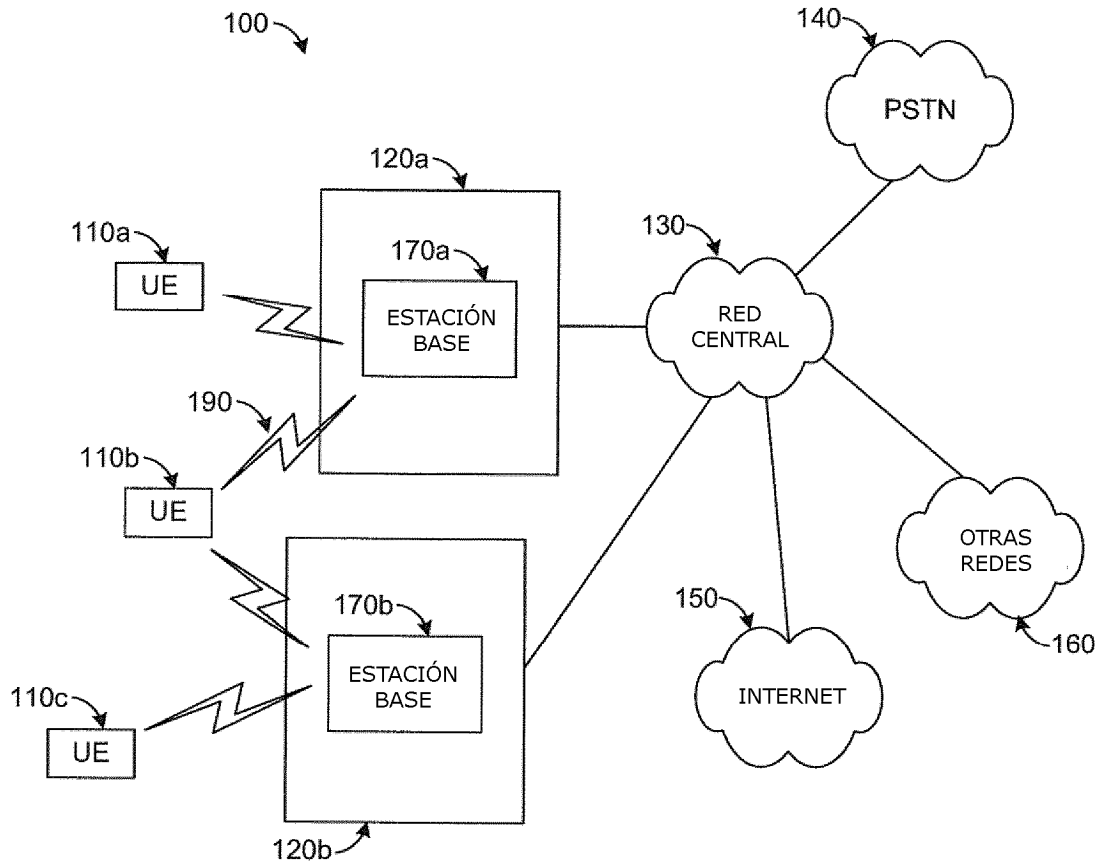 100
140
PSTN
120a
110a
UE
170a
ESTACIÓN
BASE
130
RED
CENTRAL
190
110b
UE
OTRAS
REDES
160
170b
ESTACIÓN
BASE
150
INTERNET
110c
UE
120b